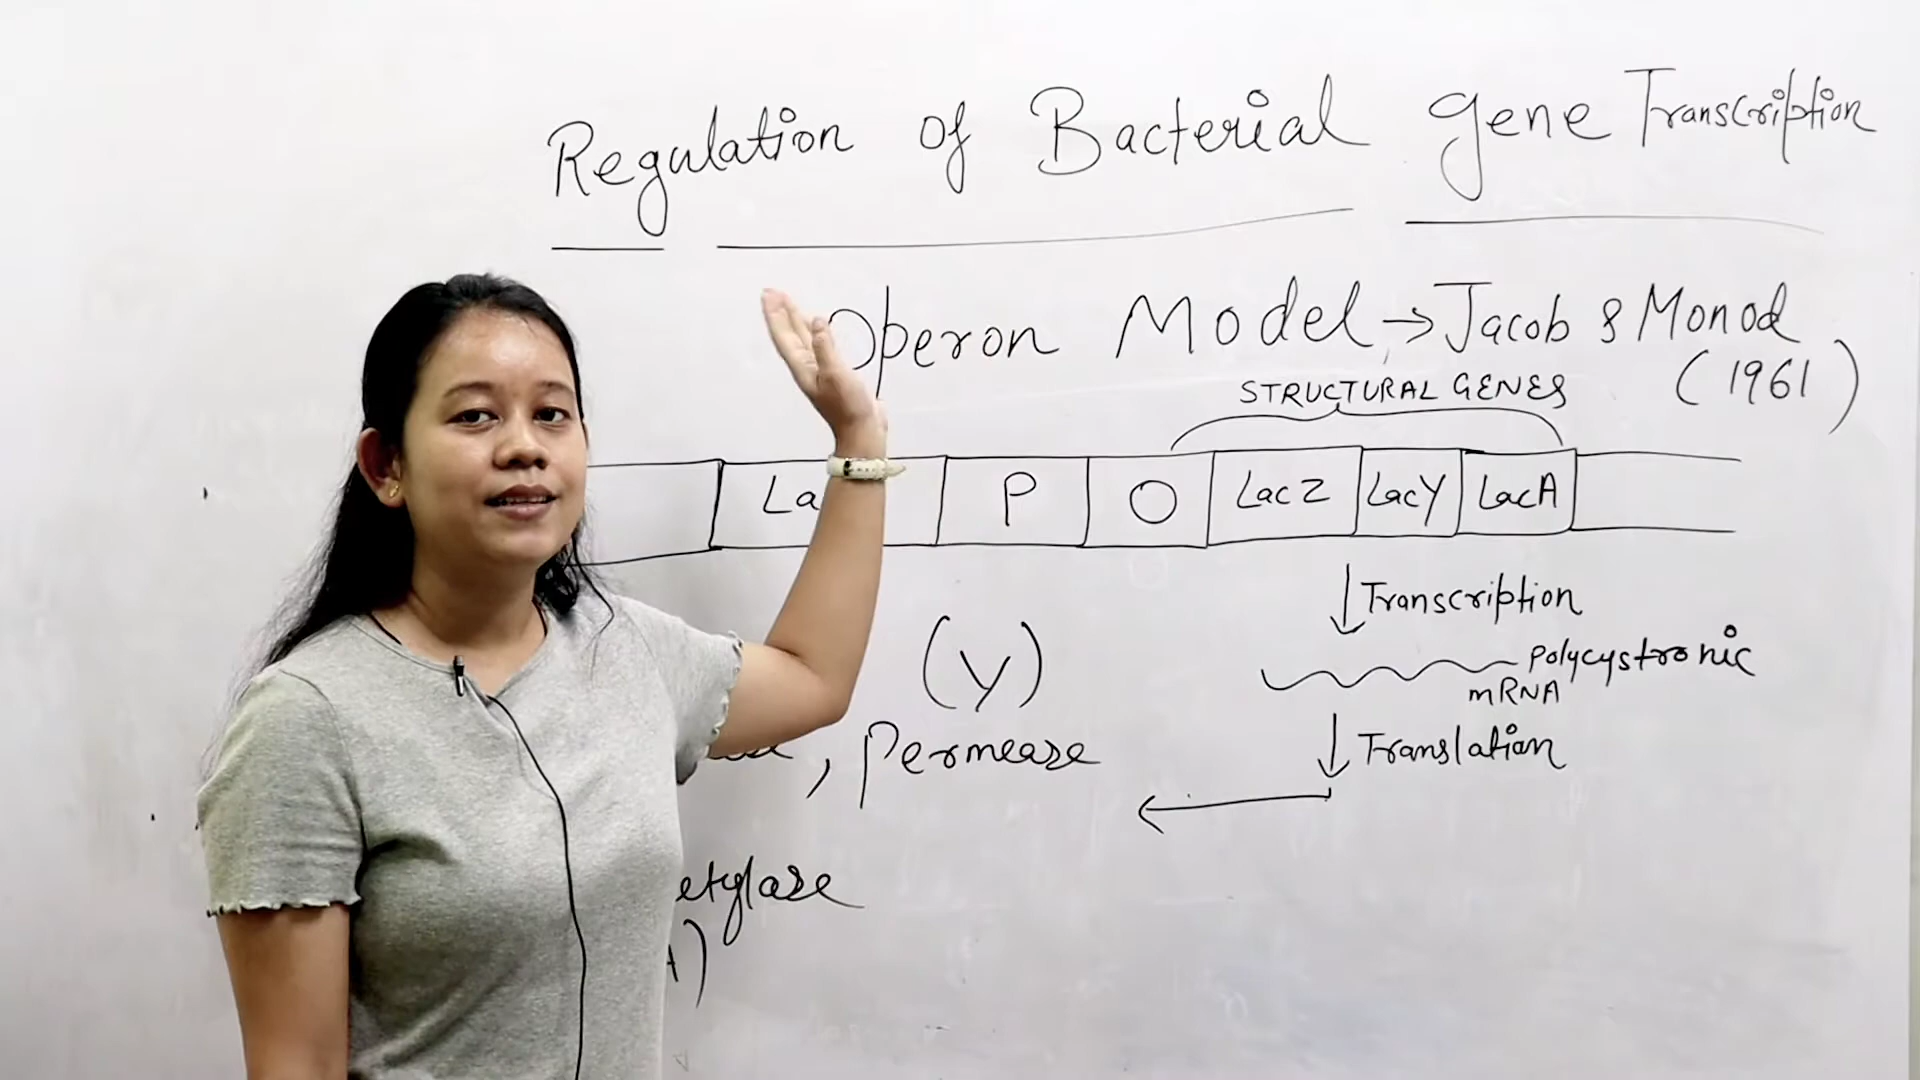 Regulation of Bacterial gene Transcription
Operon Model → Jacob & Monod
(1961)
STRUCTURAL GENES
La P O LacZ LacY LacA
Transcription
polycystronic
mRNA
(y)
, Permease
Translation
etylase